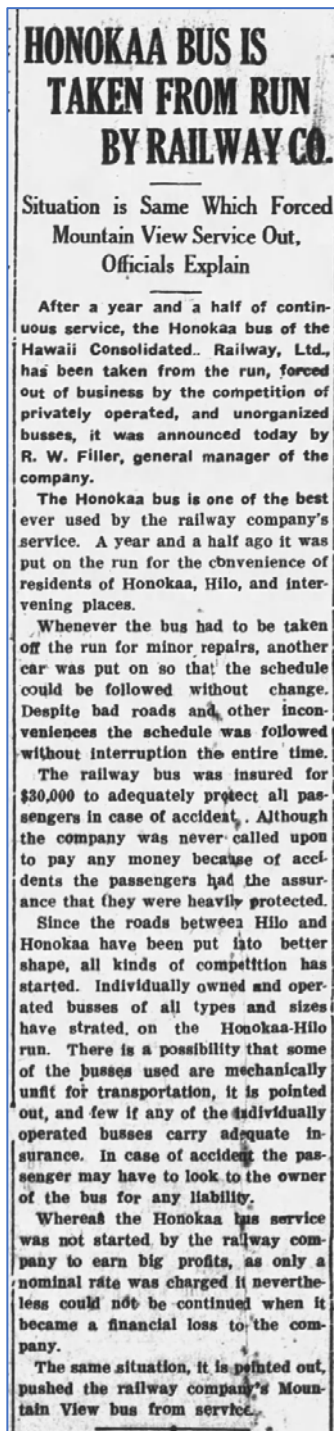 HONOKAA BUS IS
TAKEN FROM RUN
BY RAILWAY CO.
Situation is Same Which Forced
Mountain View Service Out,
Officials Explain
After a year and a half of contin-
uous service, the Honokaa bus of the
Hawaii Consolidated.. Railway, Ltd.,
has been taken from the run, forced
out of business by the competition of
privately operated, and unorganized
busses, it was announced today by
R. W. Filler, general manager of the
company.
The Honokaa bus is one of the best
ever used by the railway company's
service. A year and a half ago it was
put on the run for the convenience of
residents of Honokaa, Hilo, and inter-
vening places.
Whenever the bus had to be taken
off the run for minor repairs, another
car was put on so that the schedule
could be followed without change.
Despite bad roads and other incon-
veniences the schedule was followed
without interruption the entire time.
The railway bus was insured for
$30,000 to adequately protect all pas-
sengers in case of accident. Although
the company was never called upon
to pay any money because of acci-
dents the passengers had the assur-
ance that they were heavily protected.
Since the roads between Hilo and
Honokaa have been put into better
shape, all kinds of competition has
started. Individually owned and oper-
ated busses of all types and sizes
have strated. on the Honokaa-Hilo
run. There is a possibility that some
of the busses used are mechanically
unfit for transportation, it is pointed
out, and few if any of the individually
operated busses carry adequate in-
surance. In case of accident the pas-
senger may have to look to the owner
of the bus for any liability.
Whereas the Honokaa bus service
was not started by the railway com-
pany to earn big profits, as only a
nominal rate was charged it neverthe-
less could not be continued when it
became a financial loss to the com-
pany.
The same situation, it is pointed out,
pushed the railway company's Moun-
tain View bus from service.